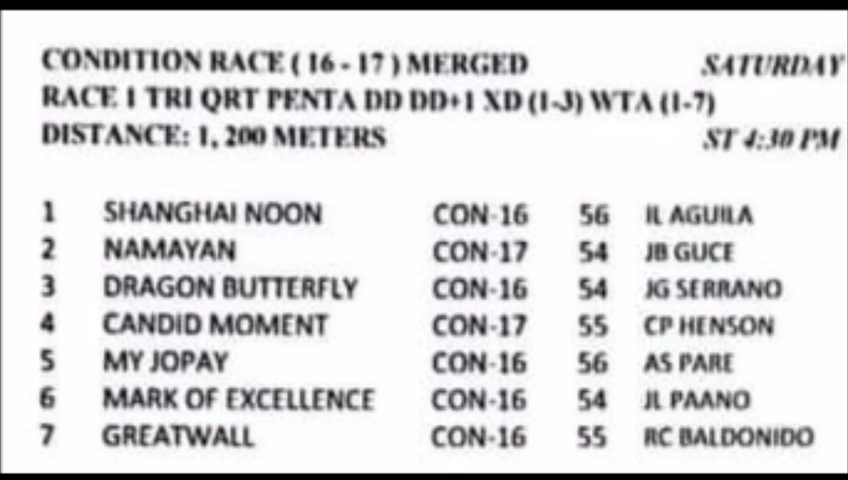 CONDITION RACE ( 16 - 17 ) MERGED SATURDAY
RACE 1 TRI QRT PENTA DD DD+1 XD (1-3) WTA (1-7)
DISTANCE: 1, 200 METERS ST 4:30 PM
1 SHANGHAI NOON CON-16 56 IL AGUILA
2 NAMAYAN CON-17 54 JB GUCE
3 DRAGON BUTTERFLY CON-16 54 JG SERRANO
4 CANDID MOMENT CON-17 55 CP HENSON
5 MY JOPAY CON-16 56 AS PARE
6 MARK OF EXCELLENCE CON-16 54 JL PAANO
7 GREATWALL CON-16 55 RC BALDONIDO